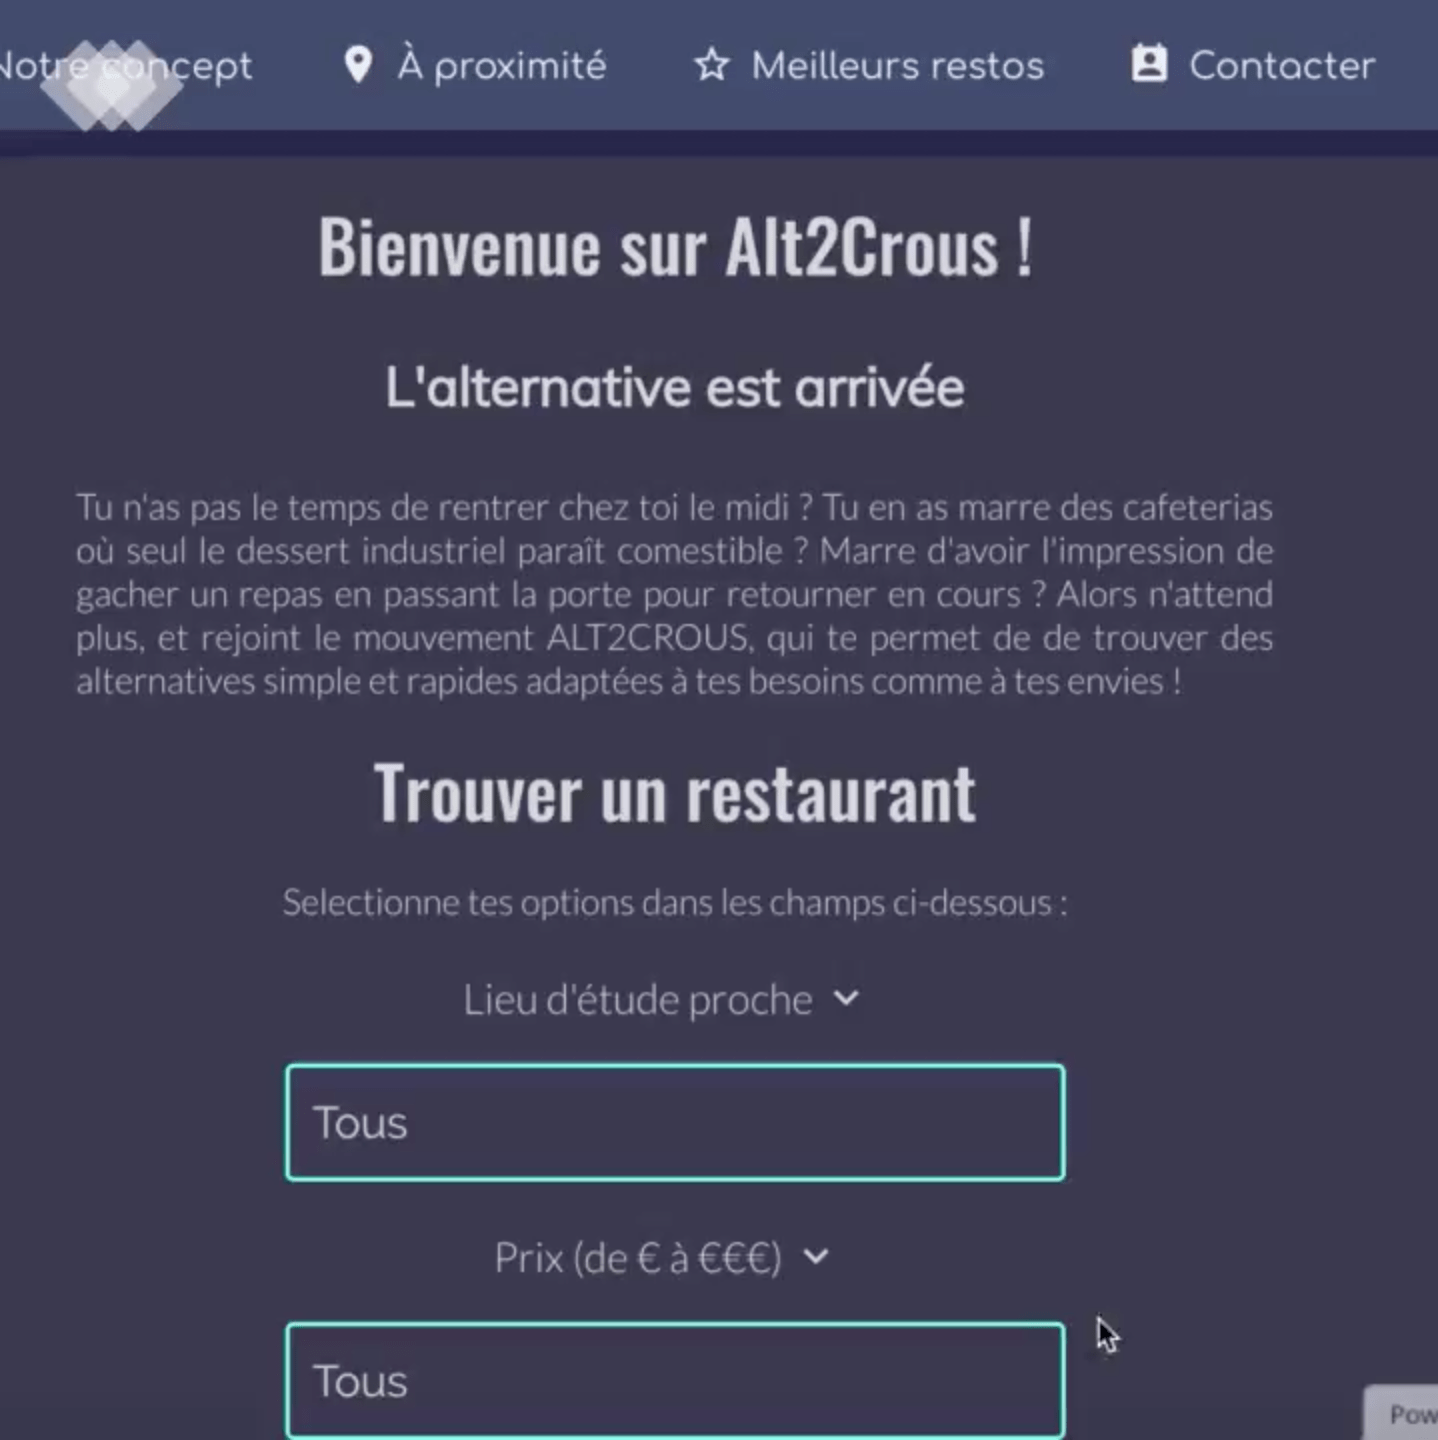 Notre concept À proximité Meilleurs restos Contacter
Bienvenue sur Alt2Crous !
L'alternative est arrivée
Tu n'as pas le temps de rentrer chez toi le midi ? Tu en as marre des cafeterias
où seul le dessert industriel paraît comestible ? Marre d'avoir l'impression de
gacher un repas en passant la porte pour retourner en cours ? Alors n'attend
plus, et rejoint le mouvement ALT2CROUS, qui te permet de de trouver des
alternatives simple et rapides adaptées à tes besoins comme à tes envies !
Trouver un restaurant
Selectionne tes options dans les champs ci-dessous :
Lieu d'étude proche
Tous
Prix (de € à €€€)
Tous
Pow